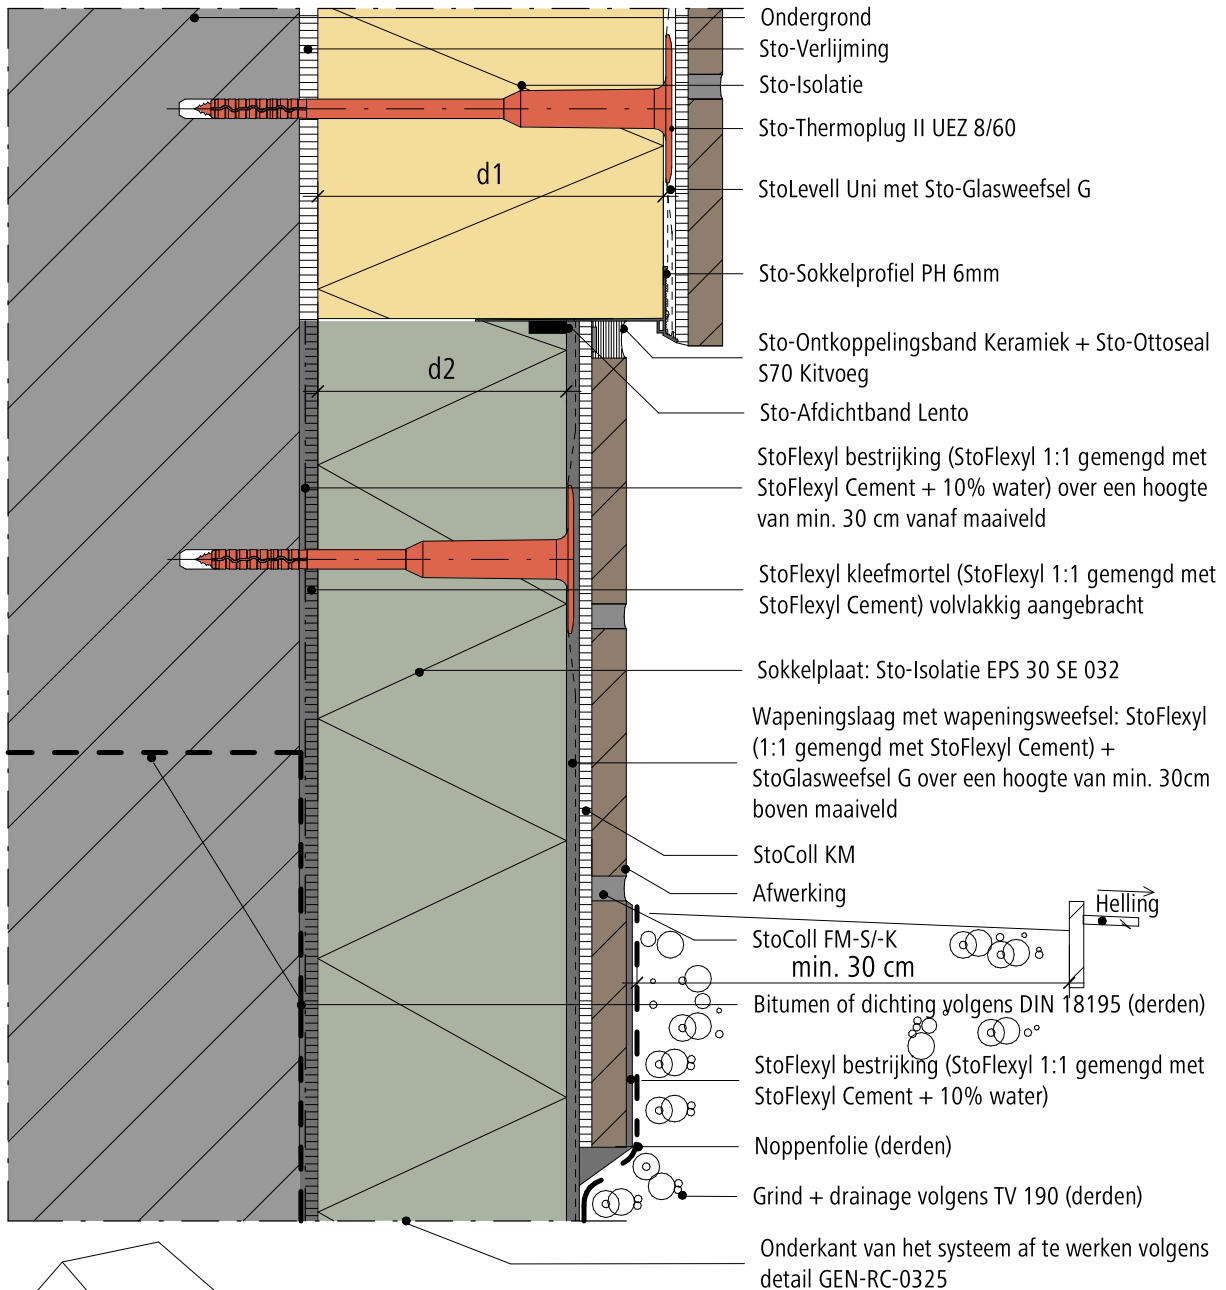 Ondergrond
Sto-Verlijming
Sto-Isolatie
Sto-Thermoplug II UEZ 8/60
d1
StoLevell Uni met Sto-Glasweefsel G
Sto-Sokkelprofiel PH 6mm
Sto-Ontkoppelingsband Keramiek + Sto-Ottoseal
S70 Kitvoeg
d2
Sto-Afdichtband Lento
StoFlexyl bestrijking (StoFlexyl 1:1 gemengd met
StoFlexyl Cement + 10% water) over een hoogte
van min. 30 cm vanaf maaiveld
StoFlexyl kleefmortel (StoFlexyl 1:1 gemengd met
StoFlexyl Cement) volvlakkig aangebracht
Sokkelplaat: Sto-Isolatie EPS 30 SE 032
Wapeningslaag met wapeningsweefsel: StoFlexyl
(1:1 gemengd met StoFlexyl Cement) +
StoGlasweefsel G over een hoogte van min. 30cm
boven maaiveld
StoColl KM
Afwerking
Helling
StoColl FM-S/-K
min. 30 cm
Bitumen of dichting volgens DIN 18195 (derden)
StoFlexyl bestrijking (StoFlexyl 1:1 gemengd met
StoFlexyl Cement + 10% water)
Noppenfolie (derden)
Grind + drainage volgens TV 190 (derden)
Onderkant van het systeem af te werken volgens
detail GEN-RC-0325